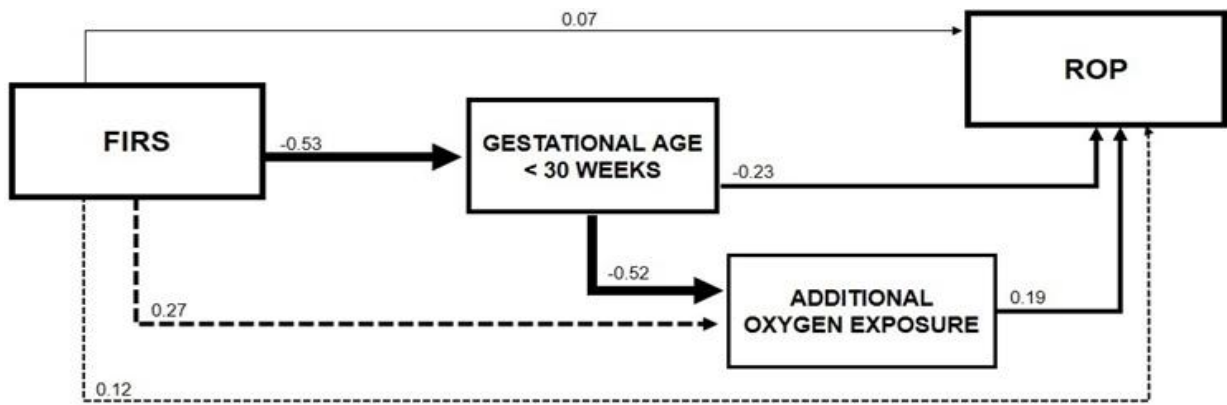 0.07
ROP
FIRS
-0.53
GESTATIONAL AGE
< 30 WEEKS
-0.23
-0.52
0.27
ADDITIONAL
OXYGEN EXPOSURE
0.19
0.12